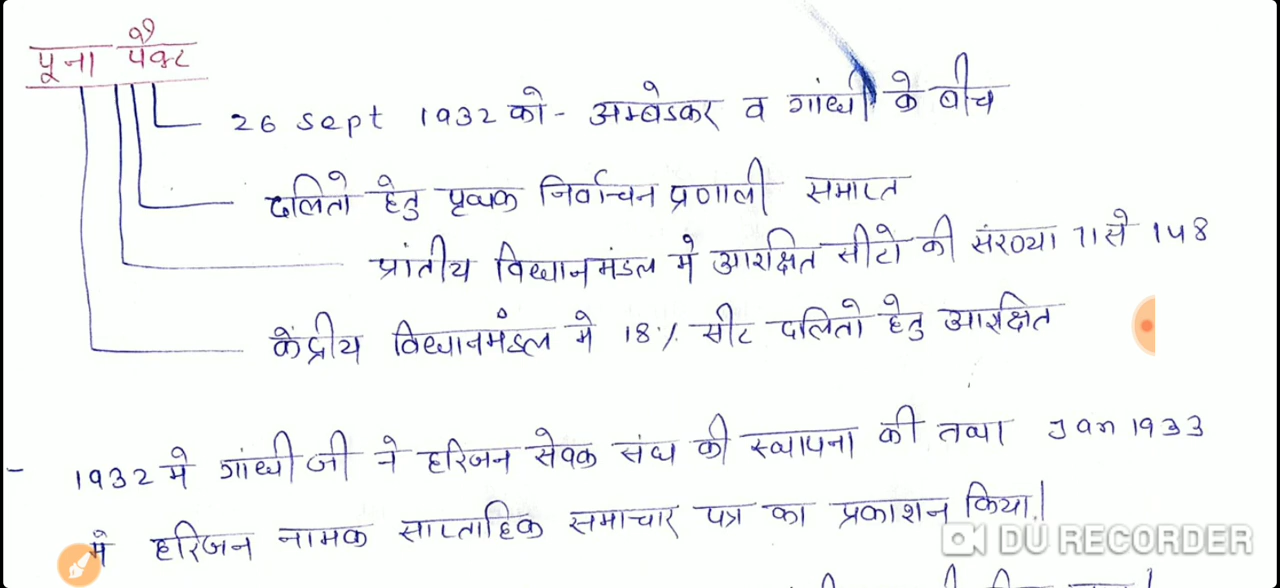 पूना पैक्ट
26 Sept 1932 को - अम्बेडकर व गांधी के बीच
दलितो हेतु पृथक निर्वाचन प्रणाली समाप्त
प्रांतीय विधानमंडल मे आरक्षित सीटो की संख्या 71 से 148
केंद्रीय विधानमंडल मे 18% सीट दलितो हेतु आरक्षित
- 1932 मे गांधी जी ने हरिजन सेवक संघ की स्थापना की तथा Jan 1933
मे हरिजन नामक साप्ताहिक समाचार पत्र का प्रकाशन किया।
DU RECORDER